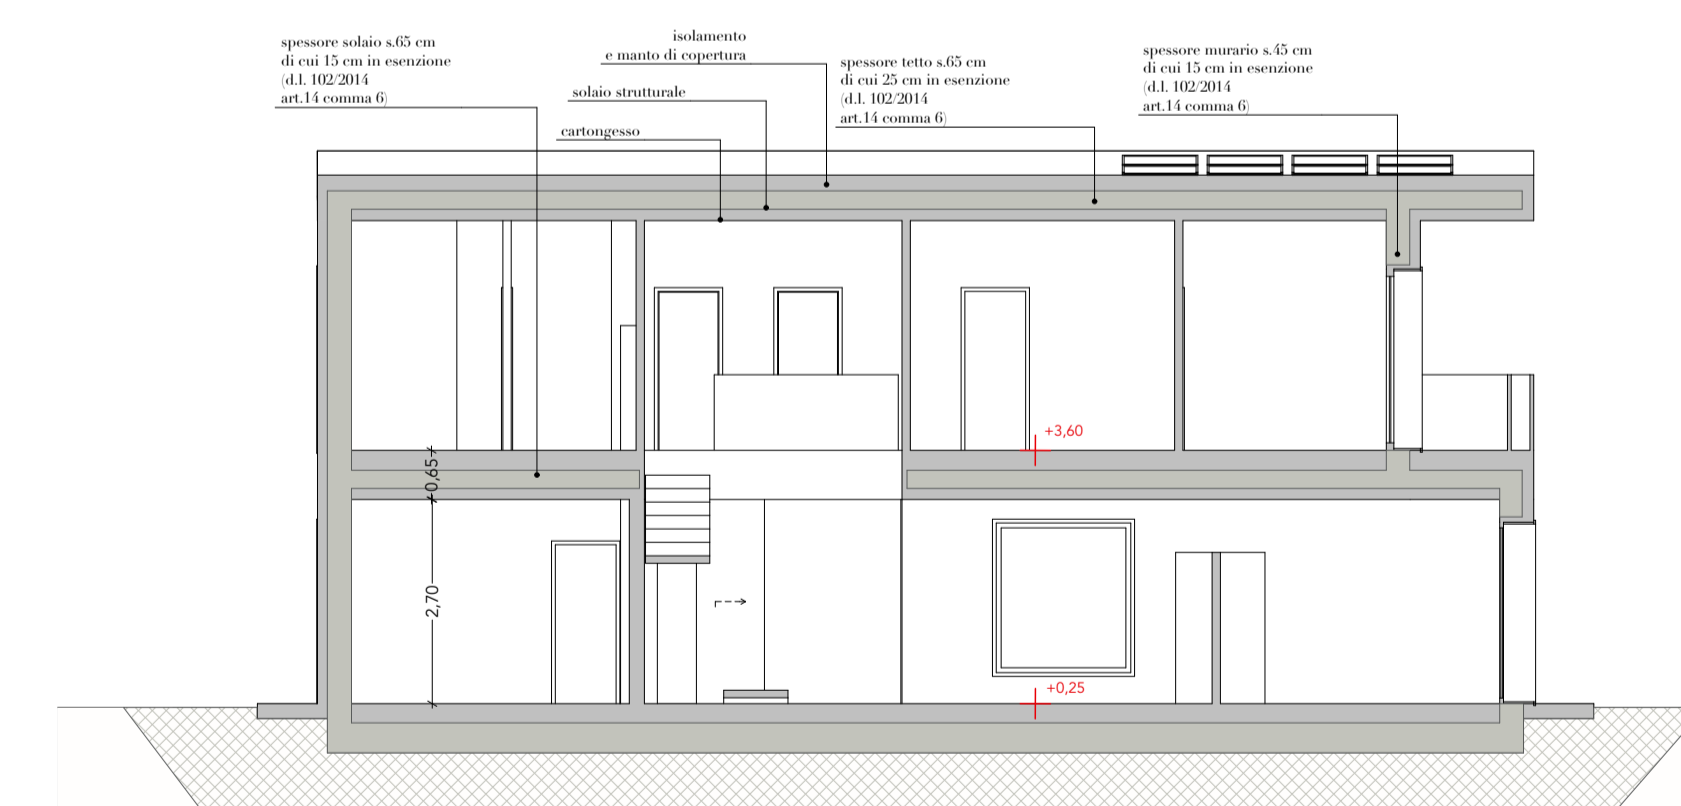 spessore solaio s.65 cm
di cui 15 cm in esenzione
(d.l. 102/2014
art.14 comma 6)
isolamento
e manto di copertura
solaio strutturale
cartongesso
spessore tetto s.65 cm
di cui 25 cm in esenzione
(d.l. 102/2014
art.14 comma 6)
spessore murario s.45 cm
di cui 15 cm in esenzione
(d.l. 102/2014
art.14 comma 6)
+3,60
0,65
2,70
+0,25